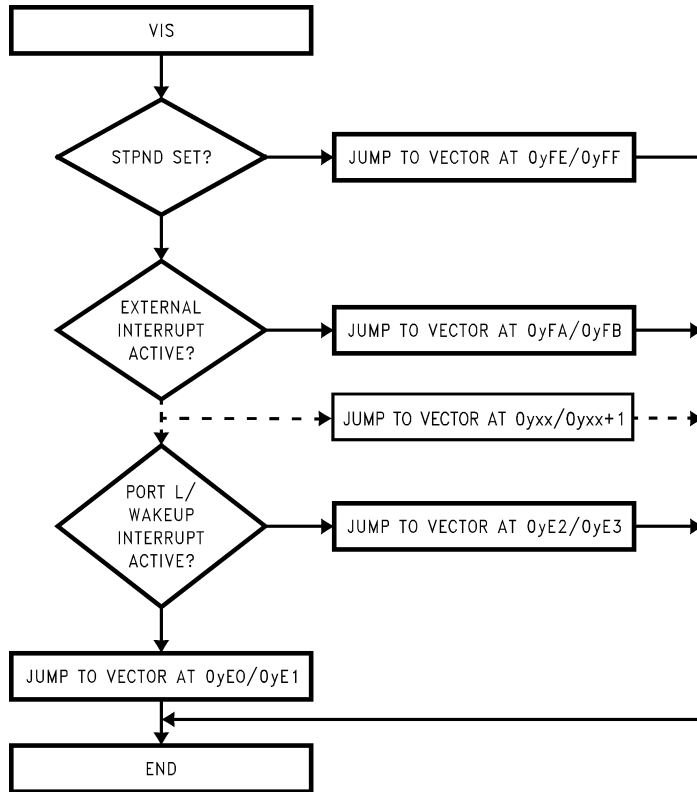 VIS
STPND SET?
JUMP TO VECTOR AT 0yFE/0yFF
EXTERNAL
INTERRUPT
ACTIVE?
JUMP TO VECTOR AT 0yFA/0yFB
JUMP TO VECTOR AT 0yxx/0yxx+1
PORT L/
WAKEUP
INTERRUPT
ACTIVE?
JUMP TO VECTOR AT 0yE2/0yE3
JUMP TO VECTOR AT 0yE0/0yE1
END